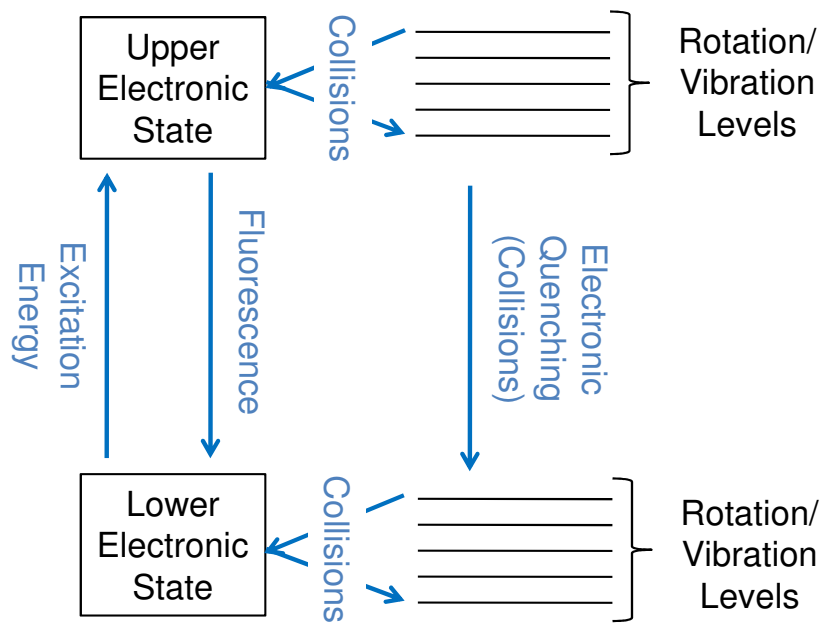 Upper
Electronic
State
Collisions
Rotation/
Vibration
Levels
Excitation
Energy
Fluorescence
Electronic
Quenching
(Collisions)
Lower
Electronic
State
Collisions
Rotation/
Vibration
Levels